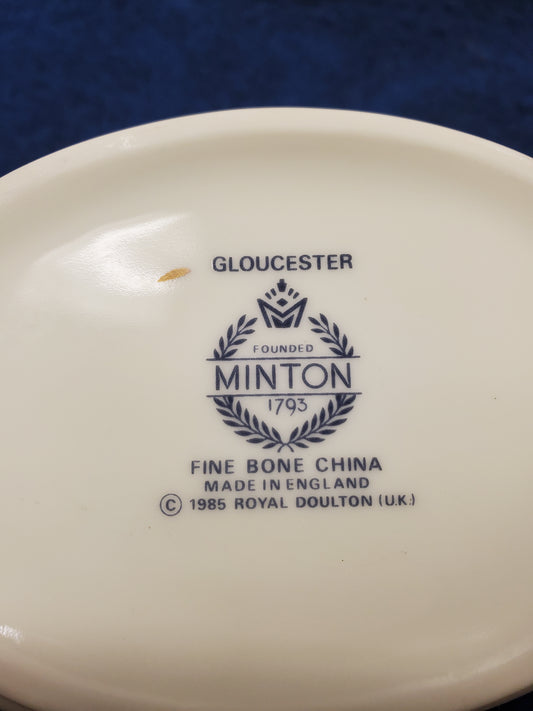 GLOUCESTER
FOUNDED
MINTON
1793
FINE BONE CHINA
MADE IN ENGLAND
© 1985 ROYAL DOULTON (U.K.)